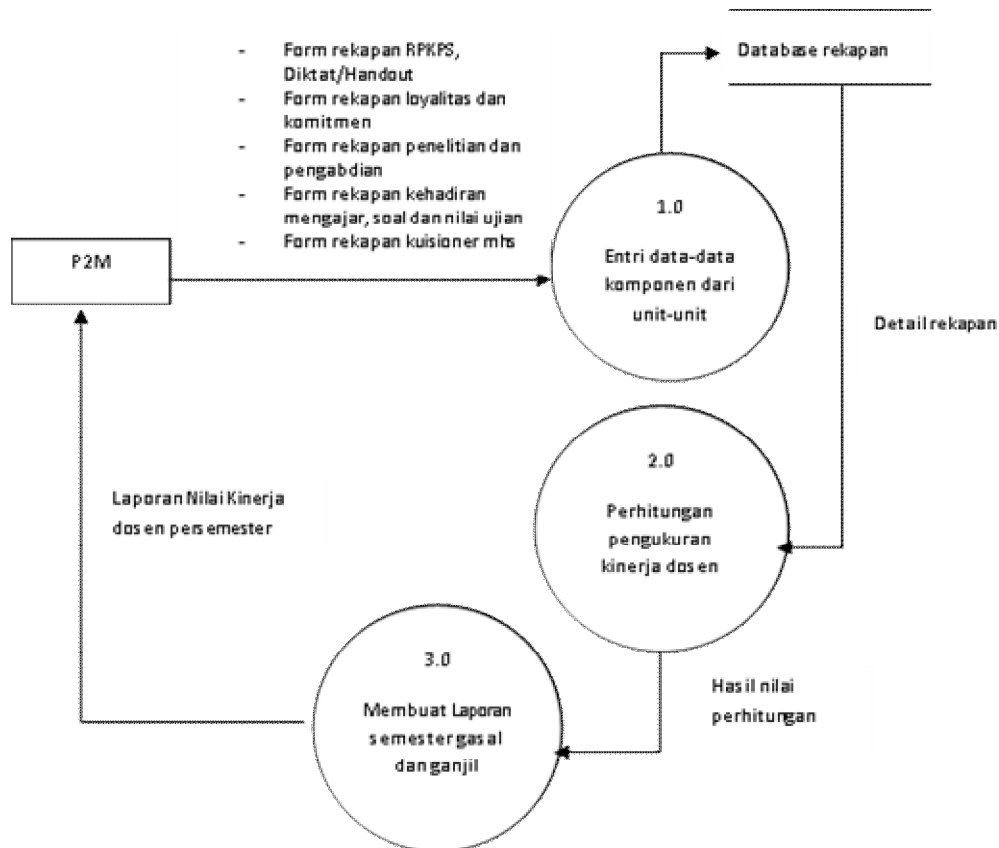 - Form rekapan RPKPS,
Diktat/Handout
- Form rekapan loyalitas dan
komitmen
- Form rekapan penelitian dan
pengabdian
- Form rekapan kehadiran
mengajar, soal dan nilai ujian
- Form rekapan kuisioner mhs
Database rekapan
P2M
1.0
Entri data-data
komponen dari
unit-unit
Detail rekapan
2.0
Perhitungan
pengukuran
kinerja dosen
Laporan Nilai Kinerja
dosen persemester
3.0
Membuat Laporan
semester gasal
dan ganjil
Hasil nilai
perhitungan